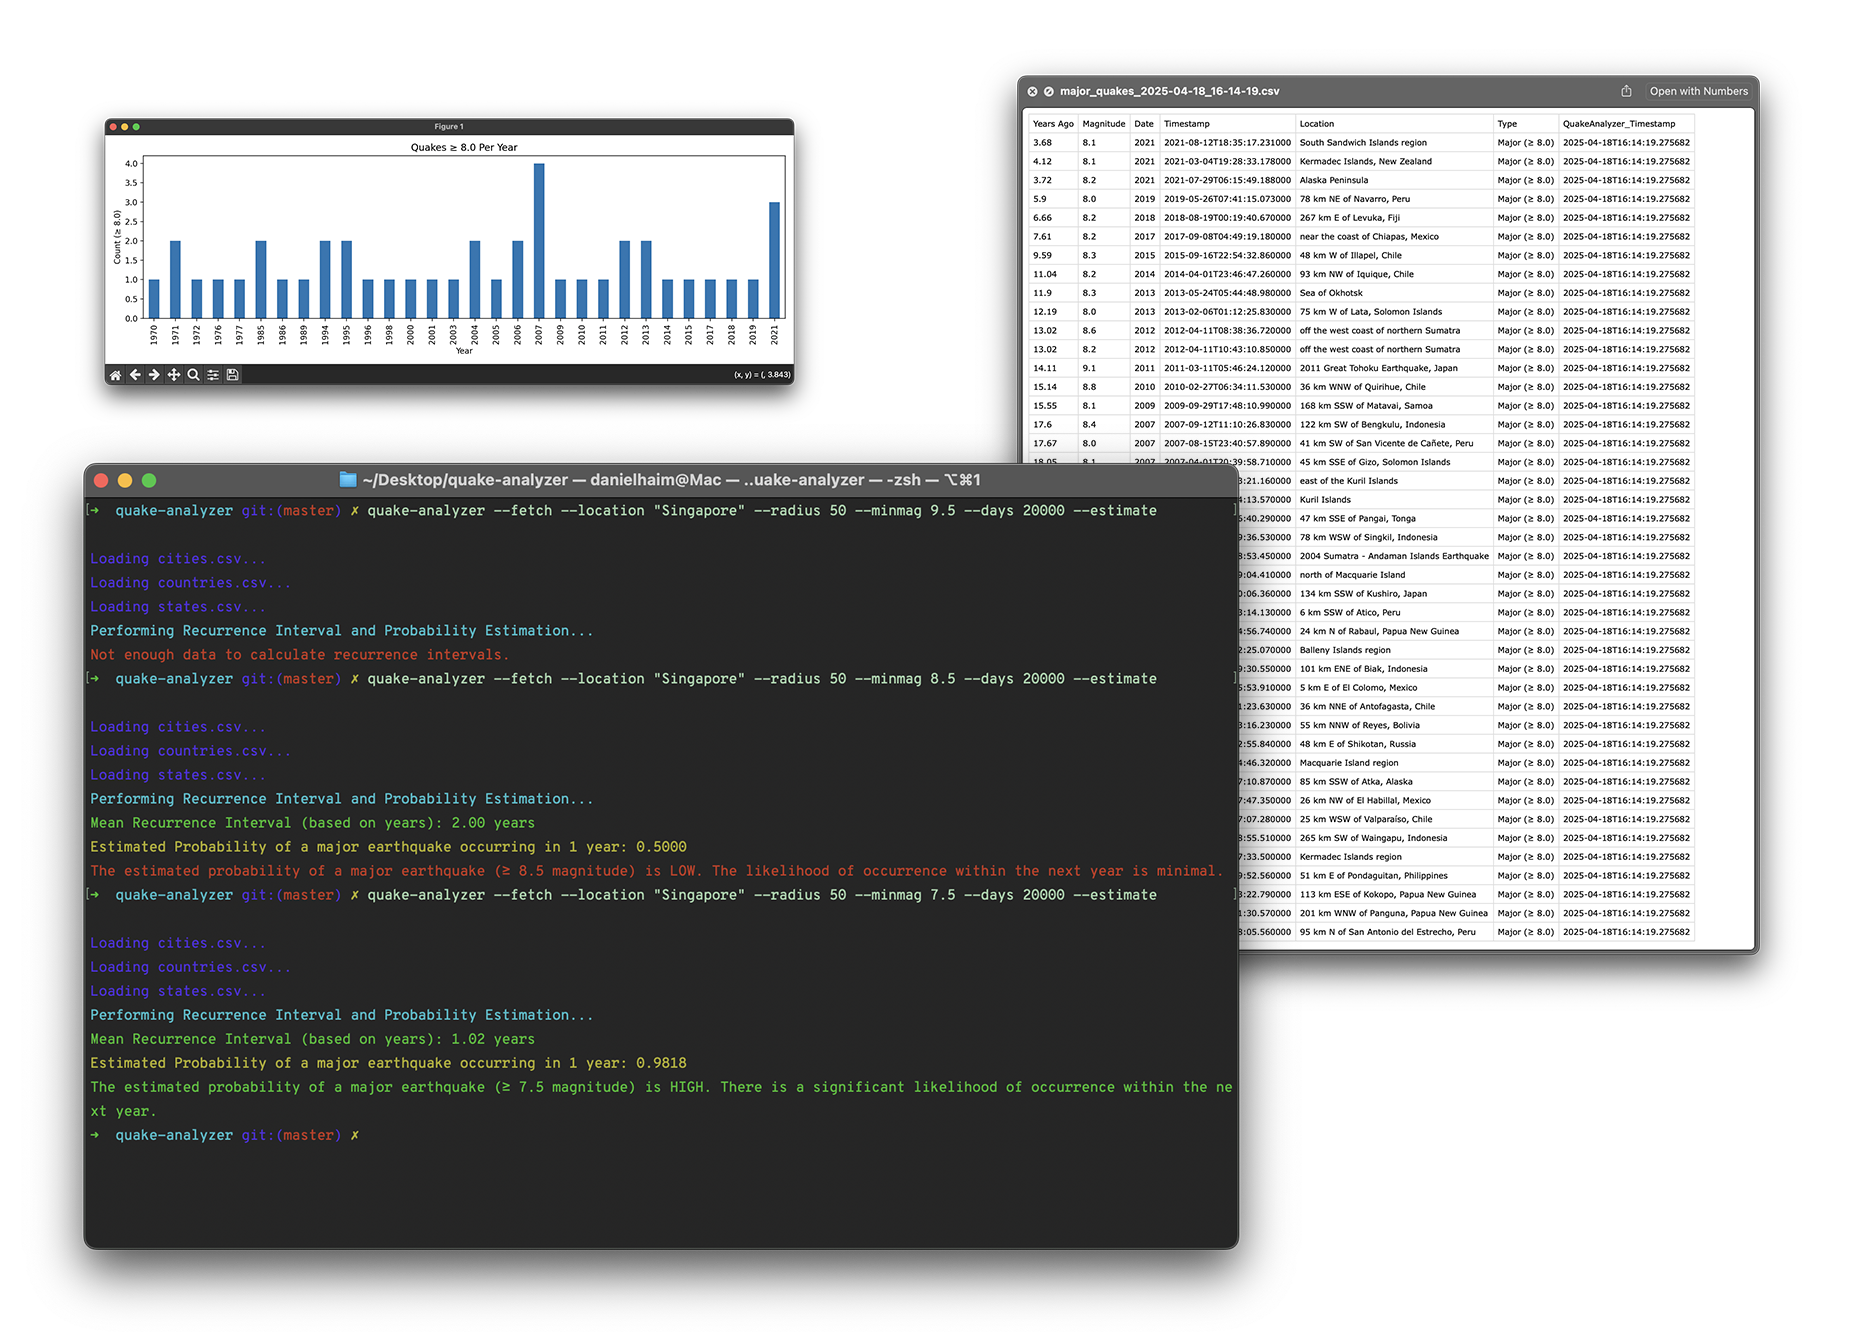 Figure 1
Quakes ≥ 8.0 Per Year
Count (≥ 8.0)
4.0
3.5
3.0
2.5
2.0
1.5
1.0
0.5
0.0
1970 1971 1972 1976 1977 1985 1986 1989 1994 1995 1996 1998 2000 2001 2003 2004 2005 2006 2007 2009 2010 2011 2012 2013 2014 2015 2017 2018 2019 2021
Year
(x, y) = (, 3.843)
major_quakes_2025-04-18_16-14-19.csv Open with Numbers
Years Ago Magnitude Date Timestamp Location Type QuakeAnalyzer_Timestamp
3.68 8.1 2021 2021-08-12T18:35:17.231000 South Sandwich Islands region Major (≥ 8.0) 2025-04-18T16:14:19.275682
4.12 8.1 2021 2021-03-04T19:28:33.178000 Kermadec Islands, New Zealand Major (≥ 8.0) 2025-04-18T16:14:19.275682
3.72 8.2 2021 2021-07-29T06:15:49.188000 Alaska Peninsula Major (≥ 8.0) 2025-04-18T16:14:19.275682
5.9 8.0 2019 2019-05-26T07:41:15.073000 78 km NE of Navarro, Peru Major (≥ 8.0) 2025-04-18T16:14:19.275682
6.66 8.2 2018 2018-08-19T00:19:40.670000 267 km E of Levuka, Fiji Major (≥ 8.0) 2025-04-18T16:14:19.275682
7.61 8.2 2017 2017-09-08T04:49:19.180000 near the coast of Chiapas, Mexico Major (≥ 8.0) 2025-04-18T16:14:19.275682
9.59 8.3 2015 2015-09-16T22:54:32.860000 48 km W of Illapel, Chile Major (≥ 8.0) 2025-04-18T16:14:19.275682
11.04 8.2 2014 2014-04-01T23:46:47.260000 93 km NW of Iquique, Chile Major (≥ 8.0) 2025-04-18T16:14:19.275682
11.9 8.3 2013 2013-05-24T05:44:48.980000 Sea of Okhotsk Major (≥ 8.0) 2025-04-18T16:14:19.275682
12.19 8.0 2013 2013-02-06T01:12:25.830000 75 km W of Lata, Solomon Islands Major (≥ 8.0) 2025-04-18T16:14:19.275682
13.02 8.6 2012 2012-04-11T08:38:36.720000 off the west coast of northern Sumatra Major (≥ 8.0) 2025-04-18T16:14:19.275682
13.02 8.2 2012 2012-04-11T10:43:10.850000 off the west coast of northern Sumatra Major (≥ 8.0) 2025-04-18T16:14:19.275682
14.11 9.1 2011 2011-03-11T05:46:24.120000 2011 Great Tohoku Earthquake, Japan Major (≥ 8.0) 2025-04-18T16:14:19.275682
15.14 8.8 2010 2010-02-27T06:34:11.530000 36 km WNW of Quirihue, Chile Major (≥ 8.0) 2025-04-18T16:14:19.275682
15.55 8.1 2009 2009-09-29T17:48:10.990000 168 km SSW of Matavai, Samoa Major (≥ 8.0) 2025-04-18T16:14:19.275682
17.6 8.4 2007 2007-09-12T11:10:26.830000 122 km SW of Bengkulu, Indonesia Major (≥ 8.0) 2025-04-18T16:14:19.275682
17.67 8.0 2007 2007-08-15T23:40:57.890000 41 km SW of San Vicente de Cañete, Peru Major (≥ 8.0) 2025-04-18T16:14:19.275682
18.05 8.1 2007 2007-04-01T20:39:58.710000 45 km SSE of Gizo, Solomon Islands Major (≥ 8.0) 2025-04-18T16:14:19.275682
3:21.160000 east of the Kuril Islands Major (≥ 8.0) 2025-04-18T16:14:19.275682
4:13.570000 Kuril Islands Major (≥ 8.0) 2025-04-18T16:14:19.275682
:40.290000 47 km SSE of Pangai, Tonga Major (≥ 8.0) 2025-04-18T16:14:19.275682
9:36.530000 78 km WSW of Singkil, Indonesia Major (≥ 8.0) 2025-04-18T16:14:19.275682
8:53.450000 2004 Sumatra - Andaman Islands Earthquake Major (≥ 8.0) 2025-04-18T16:14:19.275682
9:04.410000 north of Macquarie Island Major (≥ 8.0) 2025-04-18T16:14:19.275682
0:06.360000 134 km SSW of Kushiro, Japan Major (≥ 8.0) 2025-04-18T16:14:19.275682
3:14.130000 6 km SSW of Atico, Peru Major (≥ 8.0) 2025-04-18T16:14:19.275682
:56.740000 24 km N of Rabaul, Papua New Guinea Major (≥ 8.0) 2025-04-18T16:14:19.275682
2:25.070000 Balleny Islands region Major (≥ 8.0) 2025-04-18T16:14:19.275682
9:30.550000 101 km ENE of Biak, Indonesia Major (≥ 8.0) 2025-04-18T16:14:19.275682
:53.910000 5 km E of El Colomo, Mexico Major (≥ 8.0) 2025-04-18T16:14:19.275682
1:23.630000 36 km NNE of Antofagasta, Chile Major (≥ 8.0) 2025-04-18T16:14:19.275682
3:16.230000 55 km NNW of Reyes, Bolivia Major (≥ 8.0) 2025-04-18T16:14:19.275682
2:55.840000 48 km E of Shikotan, Russia Major (≥ 8.0) 2025-04-18T16:14:19.275682
4:46.320000 Macquarie Island region Major (≥ 8.0) 2025-04-18T16:14:19.275682
7:10.870000 85 km SSW of Atka, Alaska Major (≥ 8.0) 2025-04-18T16:14:19.275682
7:47.350000 26 km NW of El Habillal, Mexico Major (≥ 8.0) 2025-04-18T16:14:19.275682
7:07.280000 25 km WSW of Valparaíso, Chile Major (≥ 8.0) 2025-04-18T16:14:19.275682
8:55.510000 265 km SW of Waingapu, Indonesia Major (≥ 8.0) 2025-04-18T16:14:19.275682
7:33.500000 Kermadec Islands region Major (≥ 8.0) 2025-04-18T16:14:19.275682
9:52.560000 51 km E of Pondaguitan, Philippines Major (≥ 8.0) 2025-04-18T16:14:19.275682
3:22.790000 113 km ESE of Kokopo, Papua New Guinea Major (≥ 8.0) 2025-04-18T16:14:19.275682
1:30.570000 201 km WNW of Panguna, Papua New Guinea Major (≥ 8.0) 2025-04-18T16:14:19.275682
8:05.560000 95 km N of San Antonio del Estrecho, Peru Major (≥ 8.0) 2025-04-18T16:14:19.275682
~/Desktop/quake-analyzer — danielhaim@Mac — ..uake-analyzer — -zsh — ⌥⌘1
[➜ quake-analyzer git:(master) ✗ quake-analyzer --fetch --location "Singapore" --radius 50 --minmag 9.5 --days 20000 --estimate ]
Loading cities.csv...
Loading countries.csv...
Loading states.csv...
Performing Recurrence Interval and Probability Estimation...
Not enough data to calculate recurrence intervals.
[➜ quake-analyzer git:(master) ✗ quake-analyzer --fetch --location "Singapore" --radius 50 --minmag 8.5 --days 20000 --estimate ]
Loading cities.csv...
Loading countries.csv...
Loading states.csv...
Performing Recurrence Interval and Probability Estimation...
Mean Recurrence Interval (based on years): 2.00 years
Estimated Probability of a major earthquake occurring in 1 year: 0.5000
The estimated probability of a major earthquake (≥ 8.5 magnitude) is LOW. The likelihood of occurrence within the next year is minimal.
[➜ quake-analyzer git:(master) ✗ quake-analyzer --fetch --location "Singapore" --radius 50 --minmag 7.5 --days 20000 --estimate ]
Loading cities.csv...
Loading countries.csv...
Loading states.csv...
Performing Recurrence Interval and Probability Estimation...
Mean Recurrence Interval (based on years): 1.02 years
Estimated Probability of a major earthquake occurring in 1 year: 0.9818
The estimated probability of a major earthquake (≥ 7.5 magnitude) is HIGH. There is a significant likelihood of occurrence within the ne
xt year.
➜ quake-analyzer git:(master) ✗